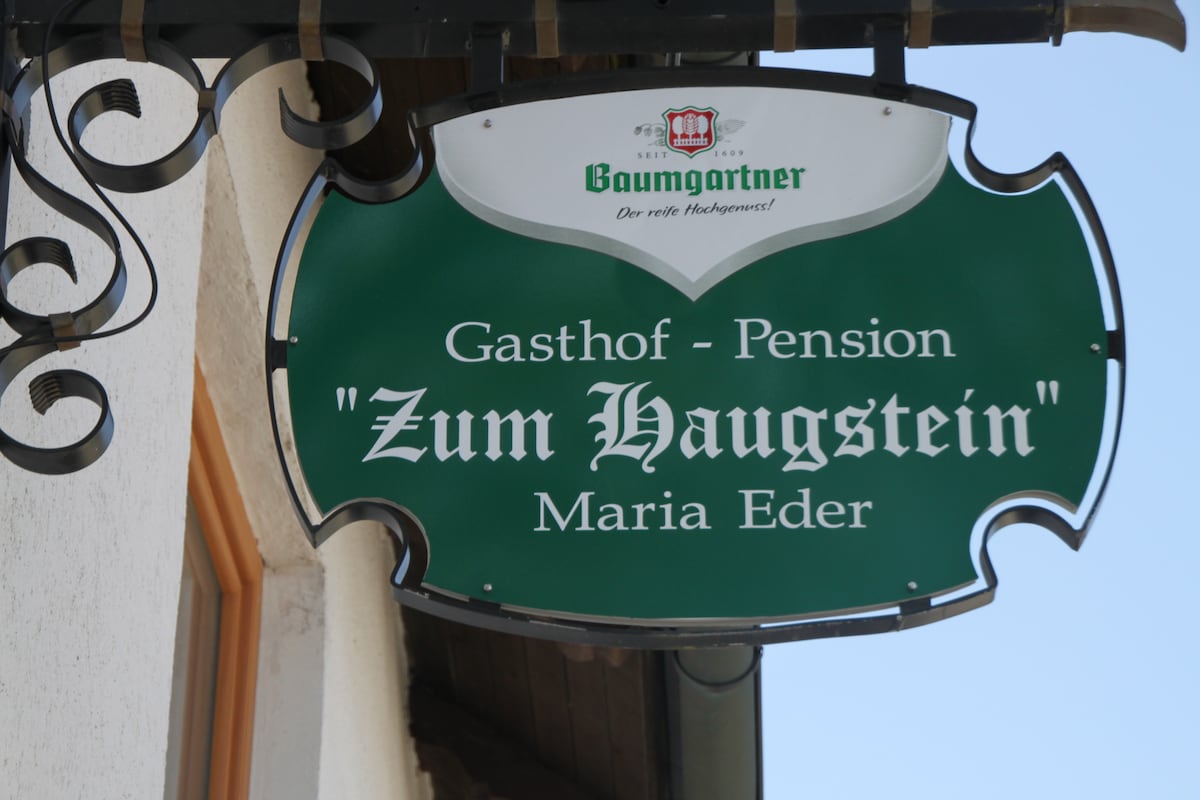 SEIT 1609
Baumgartner
Der reife Hochgenuss!
Gasthof - Pension
"Zum Haugstein"
Maria Eder